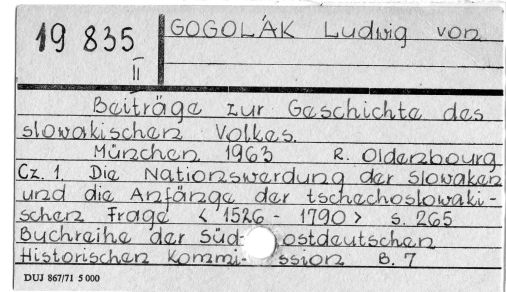 19 835
II
GOGOLÁK Ludwig von
Beiträge zur Geschichte des
slowakischen Volkes.
München 1963 R. Oldenbourg
Cz. 1. Die Nationswerdung der Slowaken
und die Anfänge der tschechoslowaki-
schen Frage < 1526 - 1790 > s. 265
Buchreihe der Süd- ostdeutschen
Historischen Kommi- ssion B. 7
DUJ 867/71 5 000